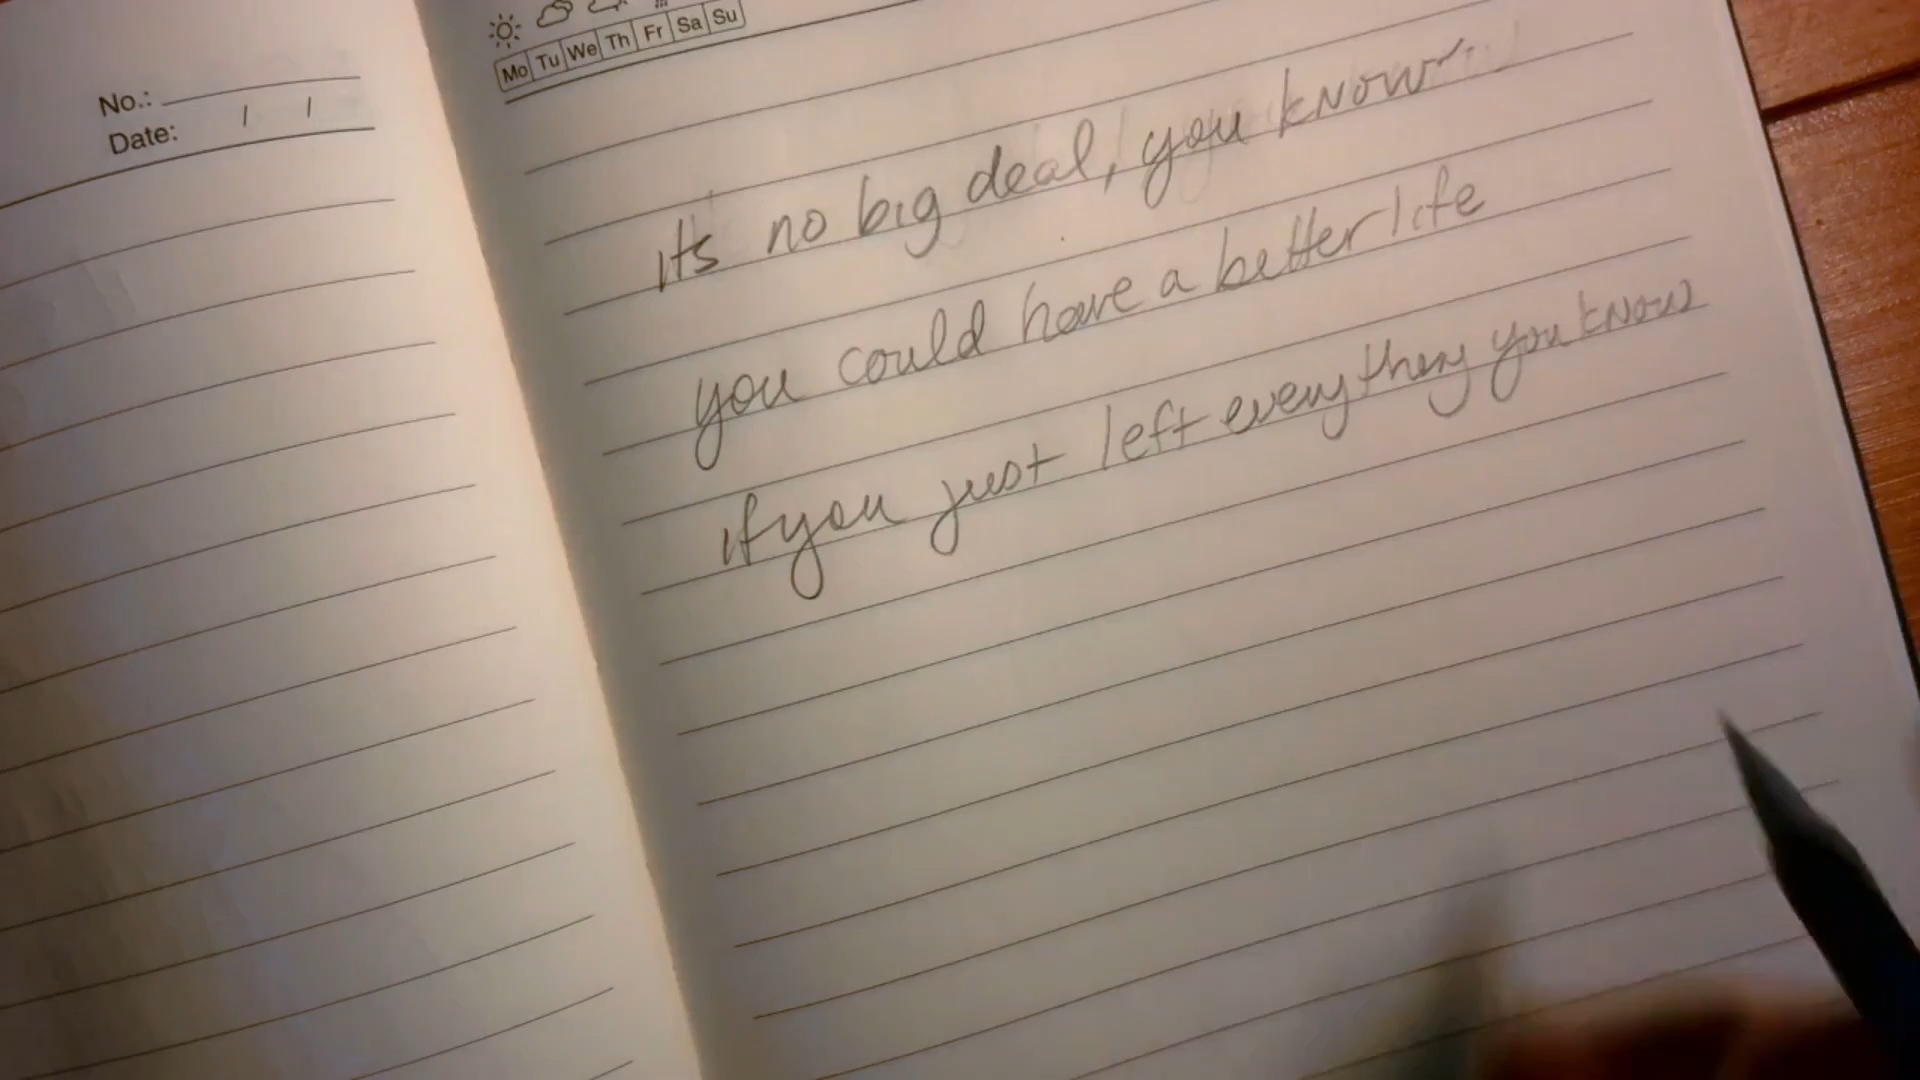 No.:
Date: / /
Mo Tu We Th Fr Sa Su
it's no big deal, you know
you could have a better life
if you just left everything you know